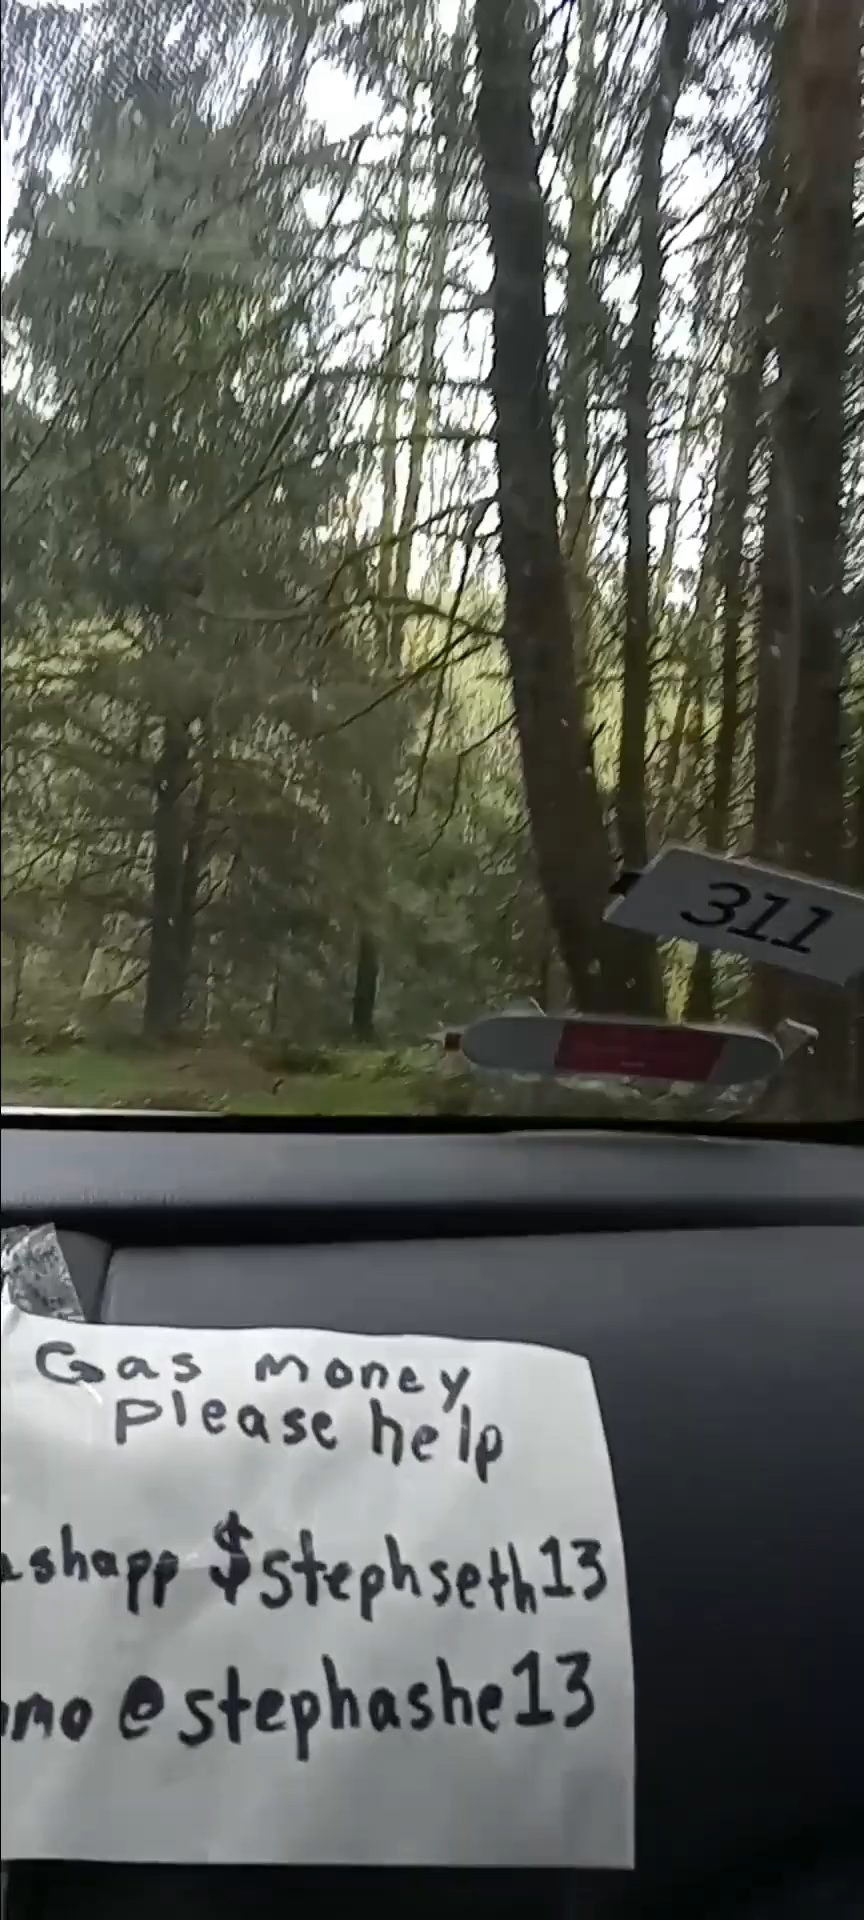 311
Gas money
please help
ashapp $stephseth13
mo @stephashe13